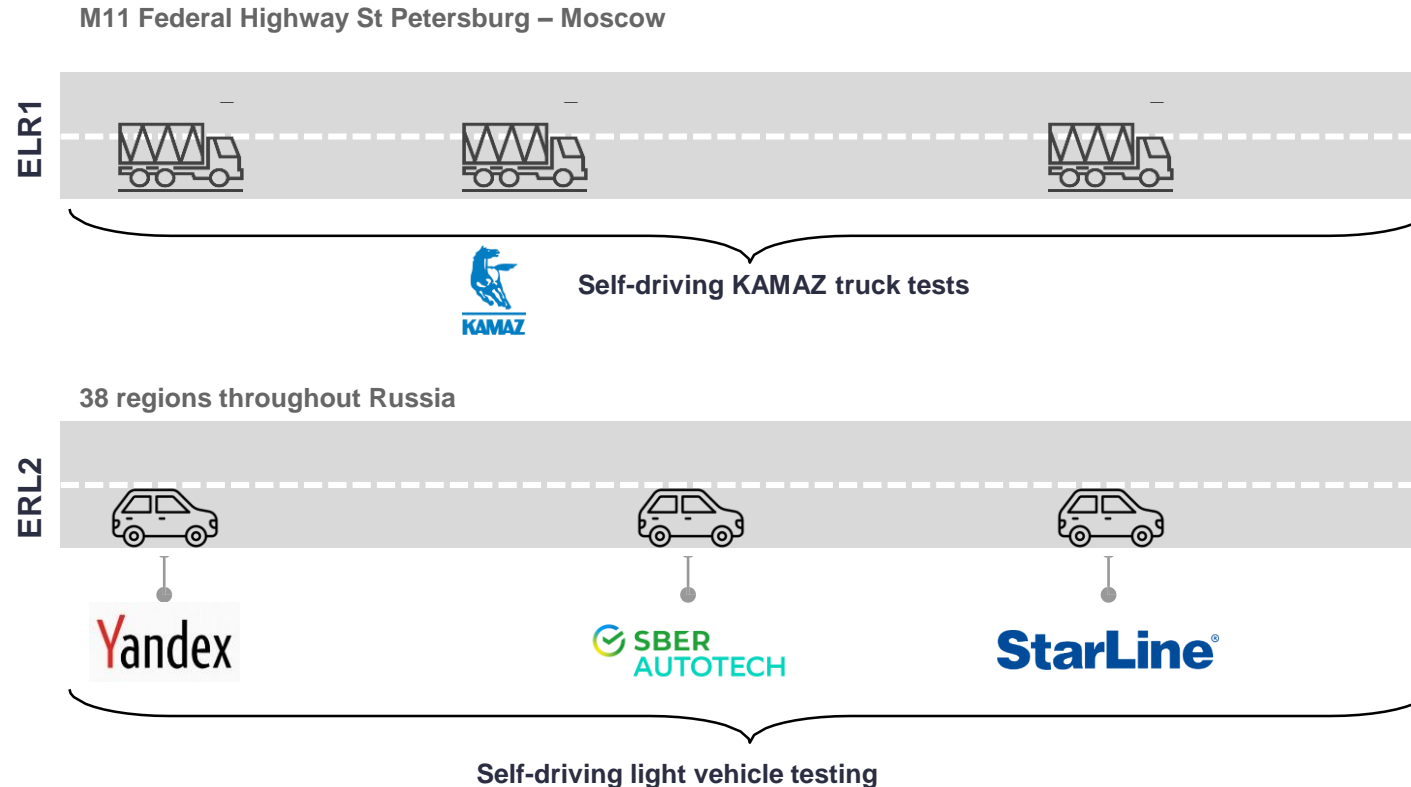 M11 Federal Highway St Petersburg – Moscow
ELR1
KAMAZ
Self-driving KAMAZ truck tests
38 regions throughout Russia
ERL2
Yandex
SBER
AUTOTECH
StarLine®
Self-driving light vehicle testing